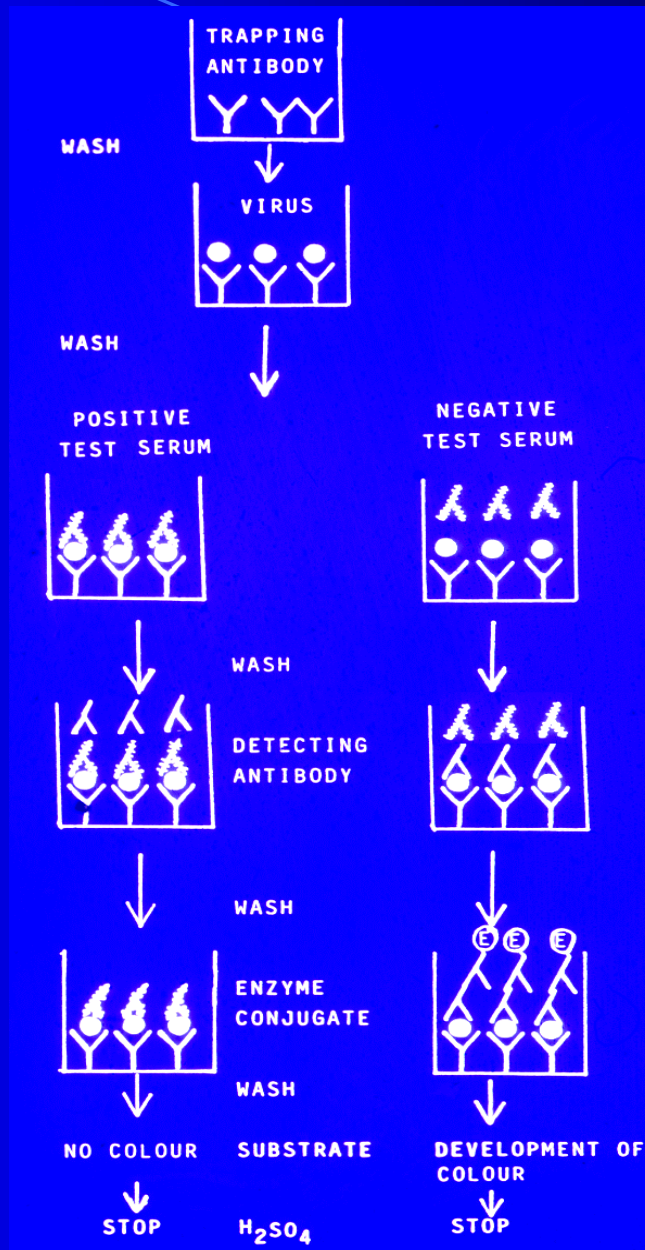 TRAPPING
ANTIBODY
WASH
VIRUS
WASH
POSITIVE
TEST SERUM
NEGATIVE
TEST SERUM
WASH
DETECTING
ANTIBODY
WASH
E E E
ENZYME
CONJUGATE
WASH
NO COLOUR SUBSTRATE DEVELOPMENT OF
COLOUR
STOP H₂SO₄ STOP